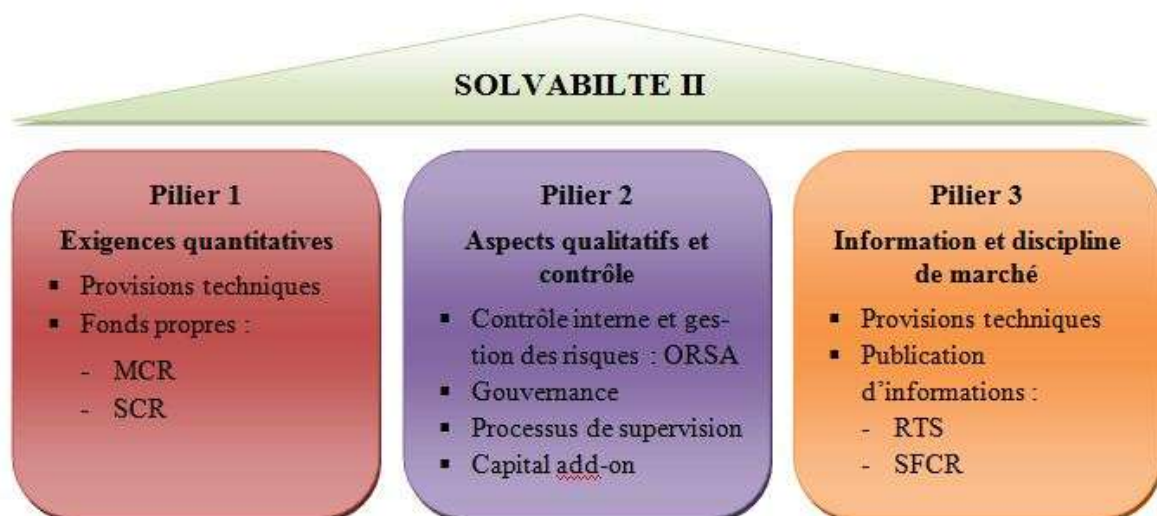 SOLVABILTE II
Pilier 1
Exigences quantitatives
▪ Provisions techniques
▪ Fonds propres :
- MCR
- SCR
Pilier 2
Aspects qualitatifs et
contrôle
▪ Contrôle interne et ges-
tion des risques : ORSA
▪ Gouvernance
▪ Processus de supervision
▪ Capital add-on
Pilier 3
Information et discipline
de marché
▪ Provisions techniques
▪ Publication
d’informations :
- RTS
- SFCR